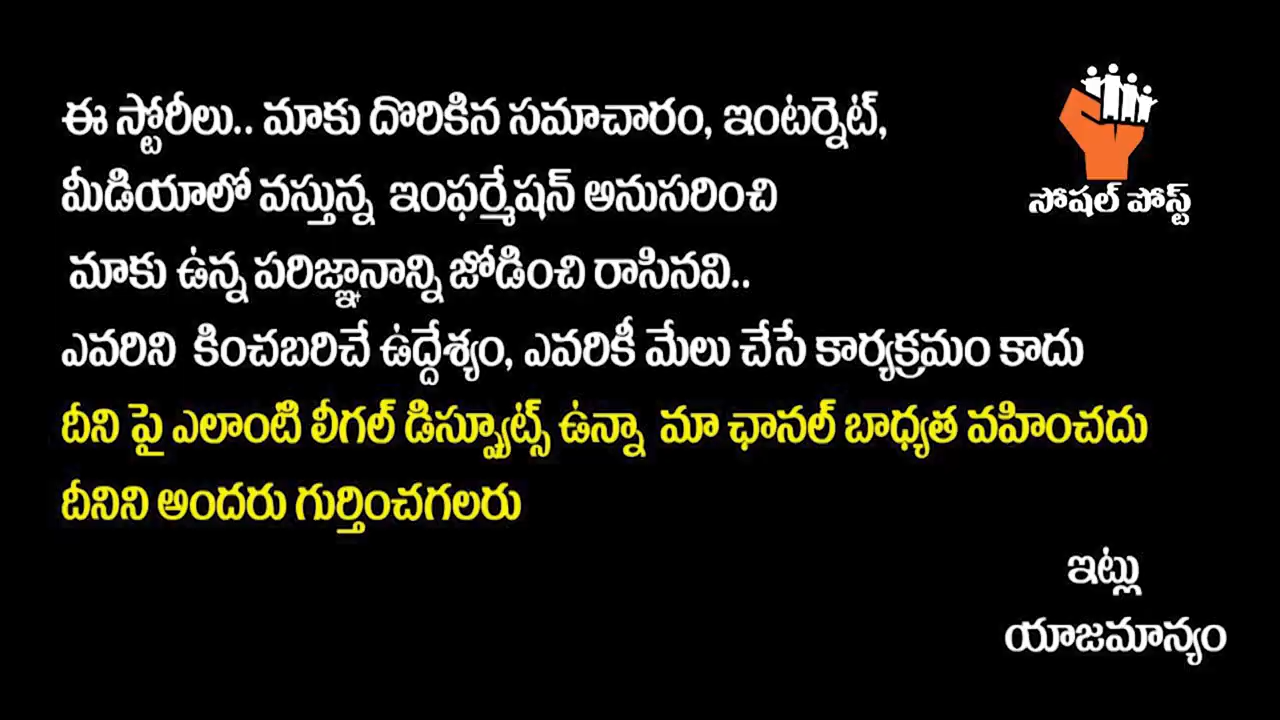 ఈ స్టోరీలు.. మాకు దొరికిన సమాచారం, ఇంటర్నెట్,
మీడియాలో వస్తున్న ఇంఫర్మేషన్ అనుసరించి
మాకు ఉన్న పరిజ్ఞానాన్ని జోడించి రాసినవి..
ఎవరిని కించబరిచే ఉద్దేశ్యం, ఎవరికీ మేలు చేసే కార్యక్రమం కాదు
దీని పై ఎలాంటి లీగల్ డిస్ప్యూట్స్ ఉన్నా మా ఛానల్ బాధ్యత వహించదు
దీనిని అందరు గుర్తించగలరు
ఇట్లు
యాజమాన్యం
సోషల్ పోస్ట్